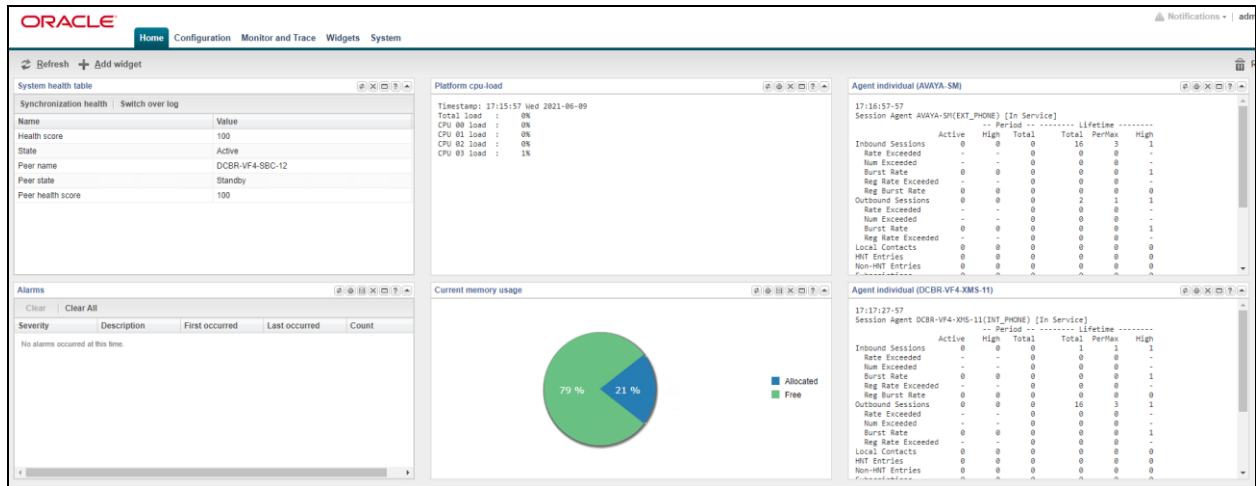 ORACLE
Notifications | adm
Home Configuration Monitor and Trace Widgets System
Refresh Add widget R
System health table
Synchronization health | Switch over log
Name Value
Health score 100
State Active
Peer name DCBR-VF4-SBC-12
Peer state Standby
Peer health score 100
Platform cpu-load
Timestamp: 17:15:57 Wed 2021-06-09
Total load : 0%
CPU 00 load : 0%
CPU 01 load : 0%
CPU 02 load : 0%
CPU 03 load : 1%
Agent individual (AVAYA-SM)
17:16:57-57
Session Agent AVAYA-SM(EXT_PHONE) [In Service]
-- Period -- -------- Lifetime --------
Active High Total Total PerMax High
Inbound Sessions 0 0 0 16 3 1
Rate Exceeded - - 0 0 0 -
Num Exceeded - - 0 0 0 -
Burst Rate 0 0 0 0 0 1
Reg Rate Exceeded - - 0 0 0 -
Reg Burst Rate 0 0 0 0 0 0
Outbound Sessions 0 0 0 2 1 1
Rate Exceeded - - 0 0 0 -
Num Exceeded - - 0 0 0 -
Burst Rate 0 0 0 0 0 1
Reg Rate Exceeded - - 0 0 0 -
Local Contacts 0 0 0 0 0 0
HNT Entries 0 0 0 0 0 0
Non-HNT Entries 0 0 0 0 0 0
Alarms
Clear | Clear All
Severity Description First occurred Last occurred Count
No alarms occurred at this time.
Current memory usage
79 % 21 %
Allocated
Free
Agent individual (DCBR-VF4-XMS-11)
17:17:27-57
Session Agent DCBR-VF4-XMS-11(INT_PHONE) [In Service]
-- Period -- -------- Lifetime --------
Active High Total Total PerMax High
Inbound Sessions 0 0 0 1 1 1
Rate Exceeded - - 0 0 0 -
Num Exceeded - - 0 0 0 -
Burst Rate 0 0 0 0 0 1
Reg Rate Exceeded - - 0 0 0 -
Reg Burst Rate 0 0 0 0 0 0
Outbound Sessions 0 0 0 16 3 1
Rate Exceeded - - 0 0 0 -
Num Exceeded - - 0 0 0 -
Burst Rate 0 0 0 0 0 1
Reg Rate Exceeded - - 0 0 0 -
Local Contacts 0 0 0 0 0 0
HNT Entries 0 0 0 0 0 0
Non-HNT Entries 0 0 0 0 0 0